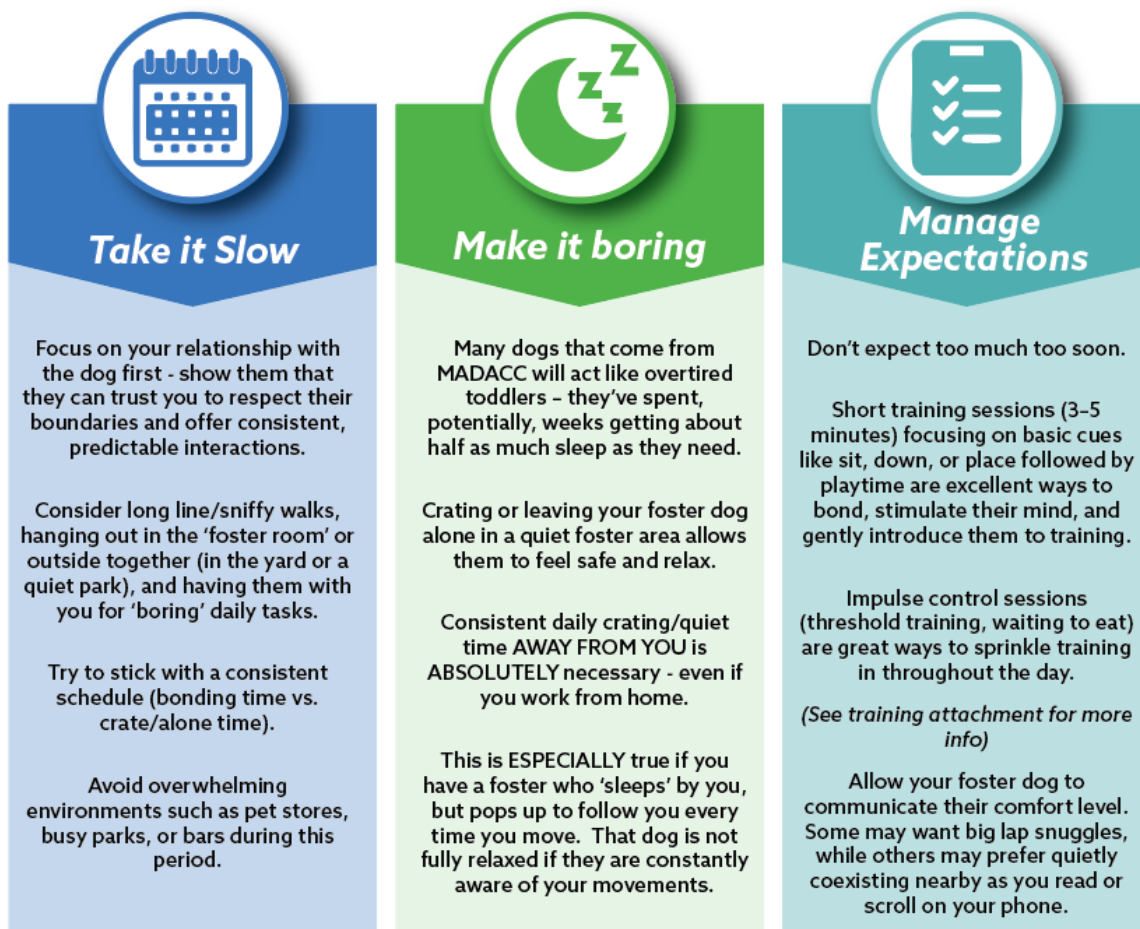 Take it Slow
Focus on your relationship with
the dog first - show them that
they can trust you to respect their
boundaries and offer consistent,
predictable interactions.
Consider long line/sniffy walks,
hanging out in the ‘foster room’ or
outside together (in the yard or a
quiet park), and having them with
you for ‘boring’ daily tasks.
Try to stick with a consistent
schedule (bonding time vs.
crate/alone time).
Avoid overwhelming
environments such as pet stores,
busy parks, or bars during this
period.
z z Z
Make it boring
Many dogs that come from
MADACC will act like overtired
toddlers – they’ve spent,
potentially, weeks getting about
half as much sleep as they need.
Crating or leaving your foster dog
alone in a quiet foster area allows
them to feel safe and relax.
Consistent daily crating/quiet
time AWAY FROM YOU is
ABSOLUTELY necessary - even if
you work from home.
This is ESPECIALLY true if you
have a foster who ‘sleeps’ by you,
but pops up to follow you every
time you move.  That dog is not
fully relaxed if they are constantly
aware of your movements.
Manage
Expectations
Don’t expect too much too soon.
Short training sessions (3–5
minutes) focusing on basic cues
like sit, down, or place followed by
playtime are excellent ways to
bond, stimulate their mind, and
gently introduce them to training.
Impulse control sessions
(threshold training, waiting to eat)
are great ways to sprinkle training
in throughout the day.
(See training attachment for more
info)
Allow your foster dog to
communicate their comfort level.
Some may want big lap snuggles,
while others may prefer quietly
coexisting nearby as you read or
scroll on your phone.